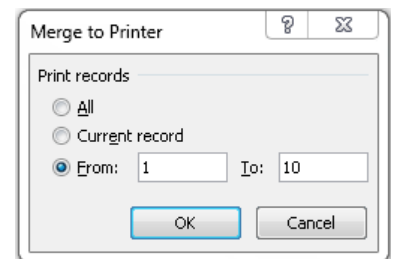 Merge to Printer
Print records
All
Current record
From: 1 To: 10
OK Cancel